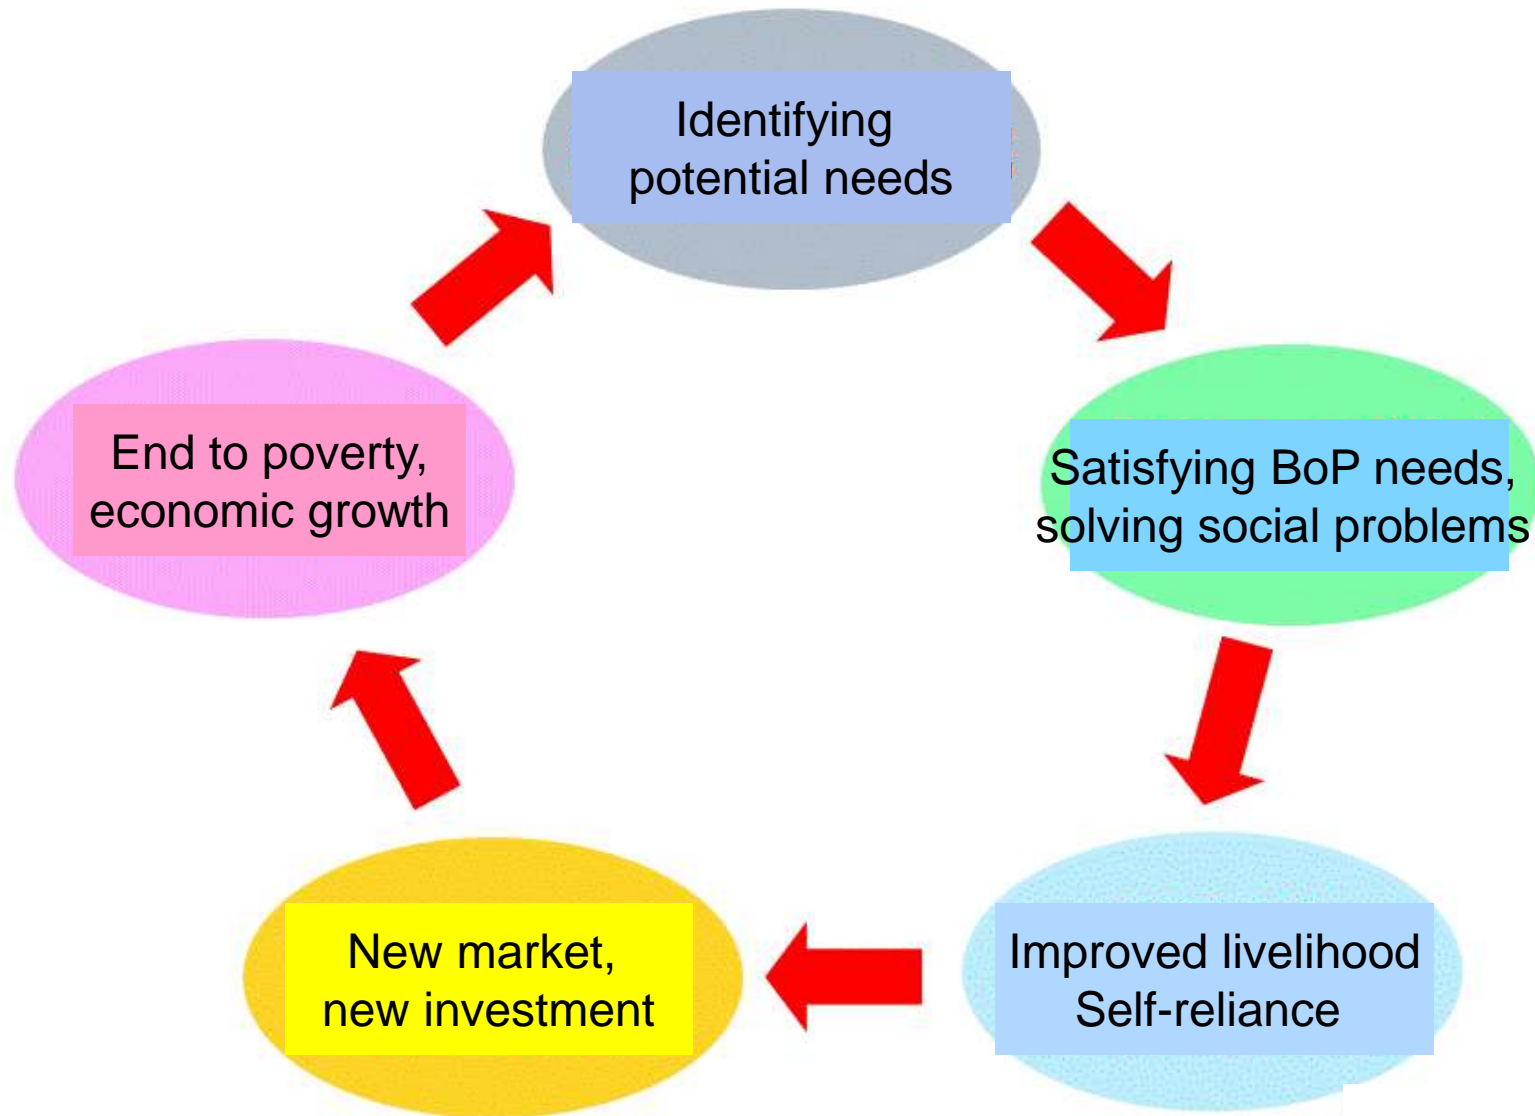 Identifying
potential needs
Satisfying BoP needs,
solving social problems
Improved livelihood
Self-reliance
New market,
new investment
End to poverty,
economic growth